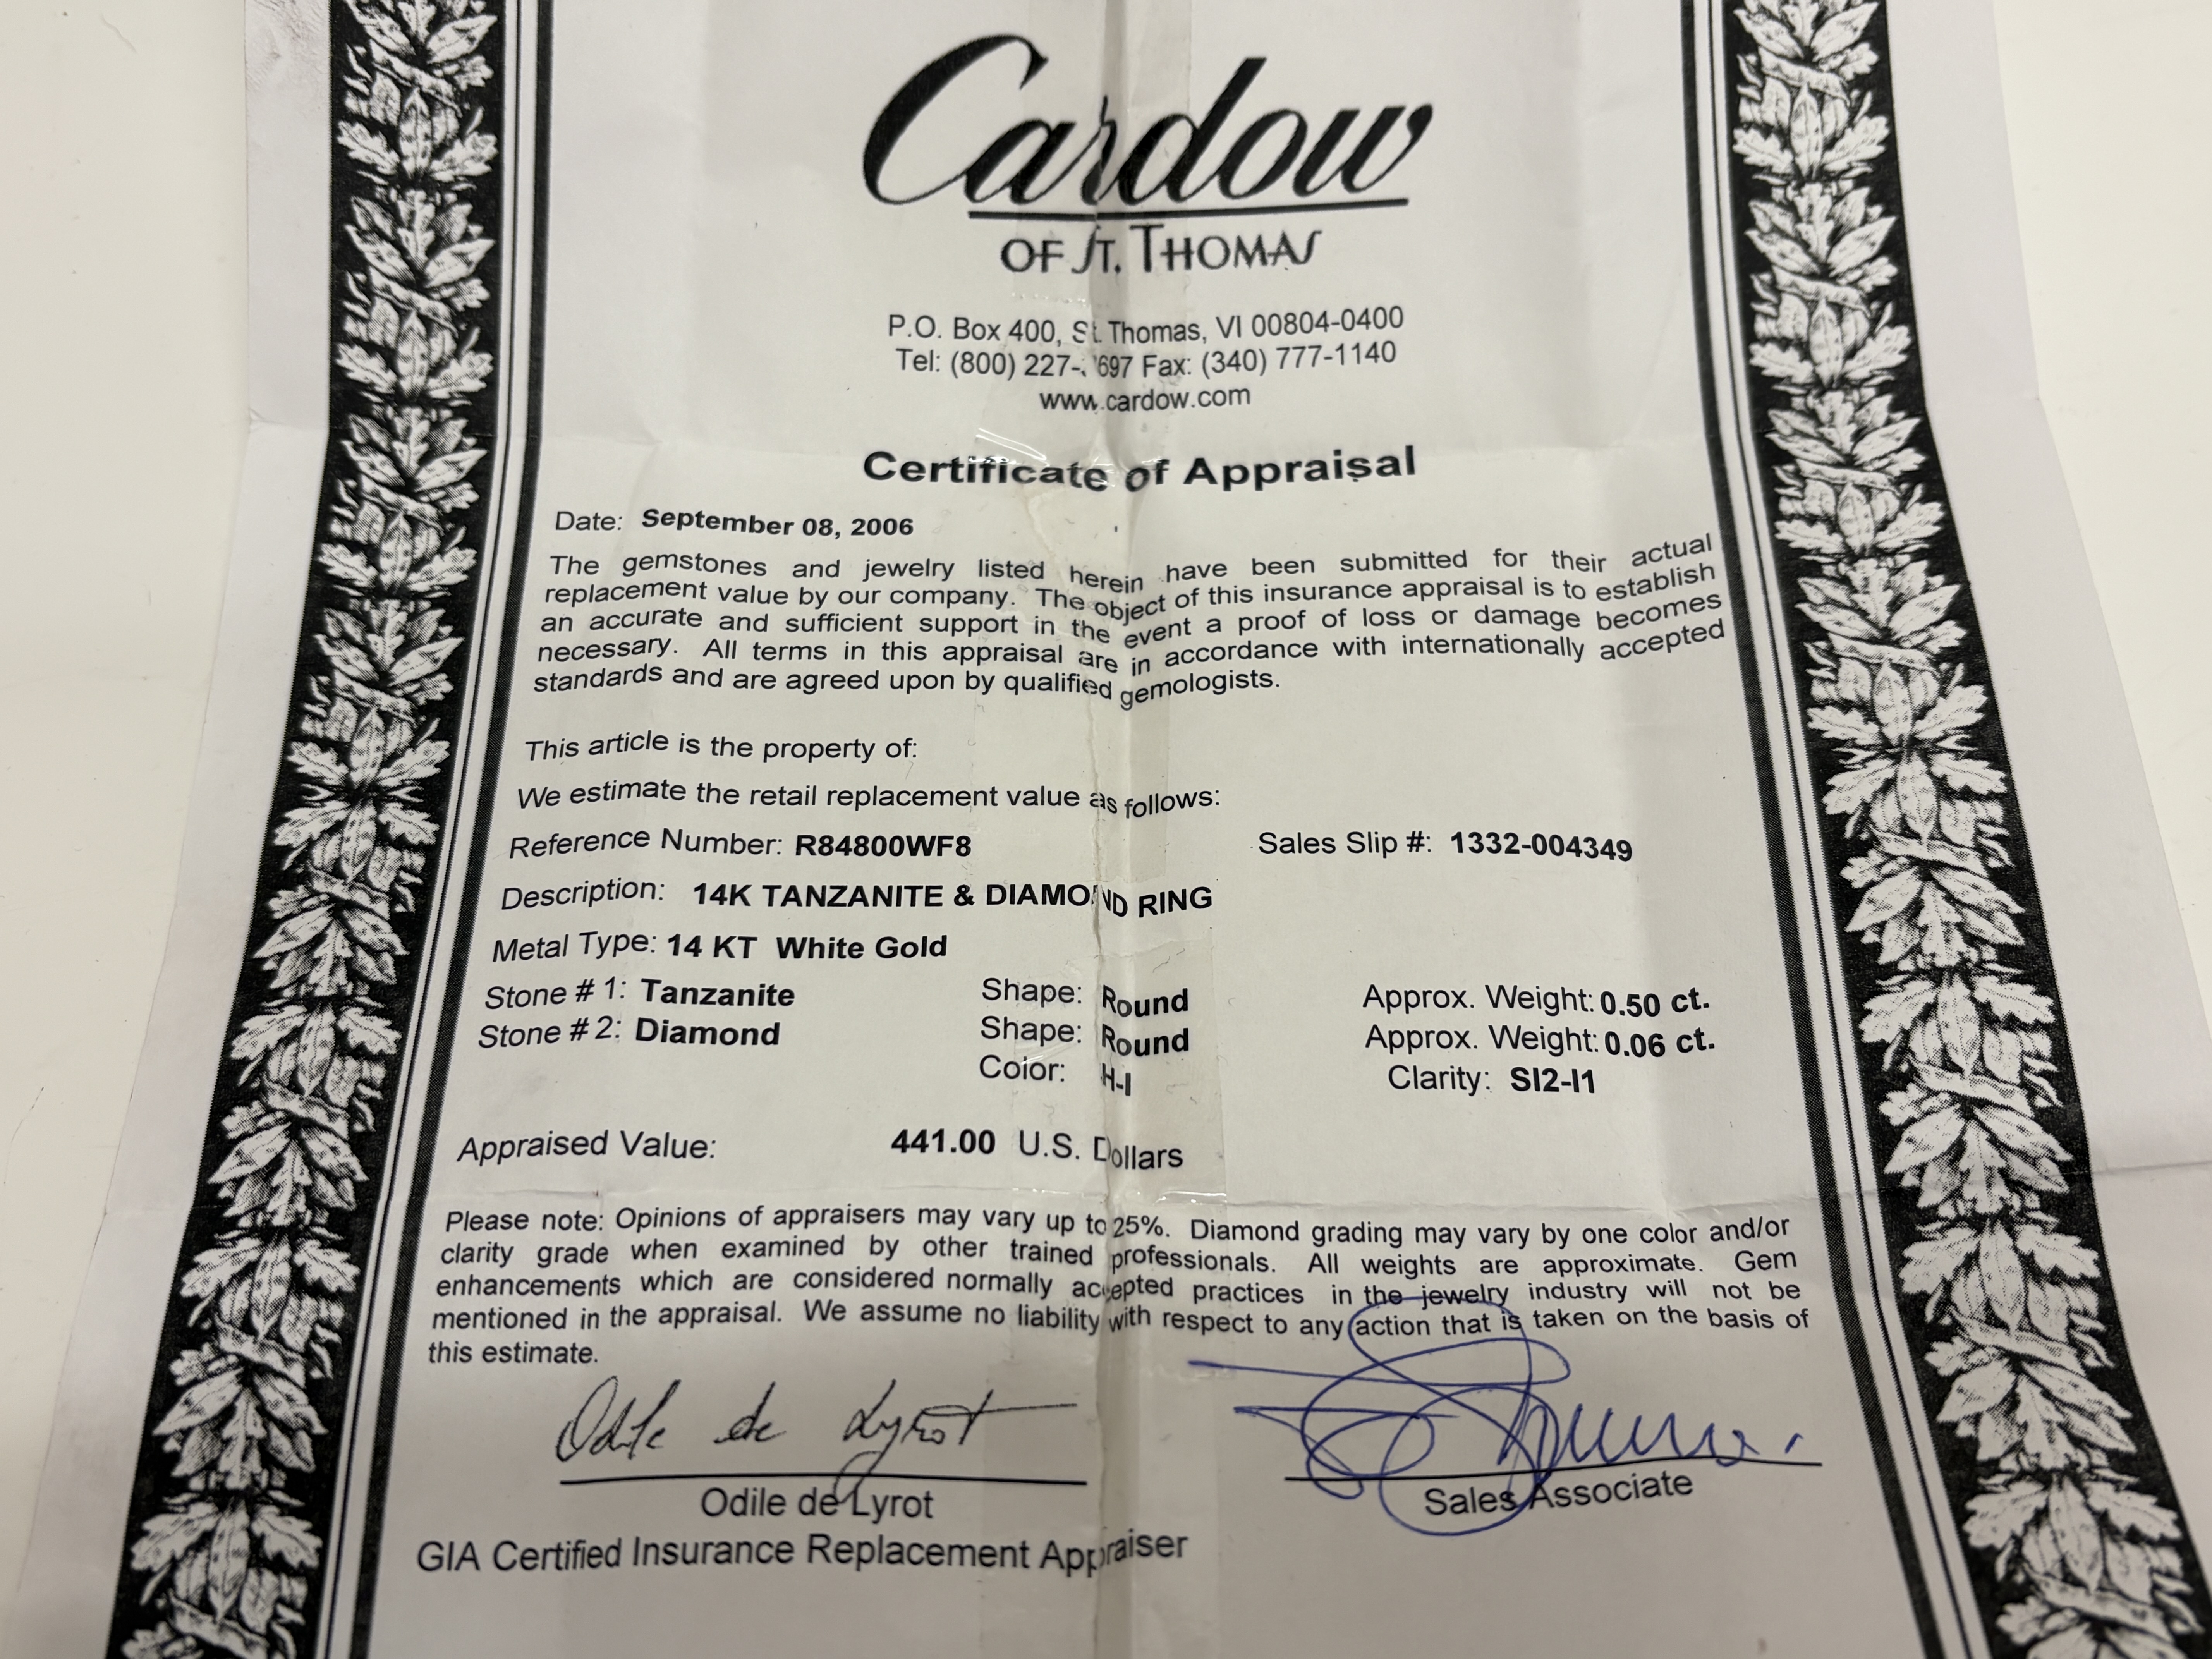 Cardow
OF ST. THOMAS
P.O. Box 400, St. Thomas, VI 00804-0400
Tel: (800) 227- 697 Fax: (340) 777-1140
www.cardow.com
Certificate of Appraisal
Date: September 08, 2006
The gemstones and jewelry listed herein have been submitted for their actual
replacement value by our company. The object of this insurance appraisal is to establish
an accurate and sufficient support in the event a proof of loss or damage becomes
necessary. All terms in this appraisal are in accordance with internationally accepted
standards and are agreed upon by qualified gemologists.
This article is the property of:
We estimate the retail replacement value as follows:
Reference Number: R84800WF8 Sales Slip #: 1332-004349
Description: 14K TANZANITE & DIAMOND RING
Metal Type: 14 KT White Gold
Stone # 1: Tanzanite Shape: Round Approx. Weight: 0.50 ct.
Stone # 2: Diamond Shape: Round Approx. Weight: 0.06 ct.
Color: H-I Clarity: SI2-I1
Appraised Value: 441.00 U.S. Dollars
Please note: Opinions of appraisers may vary up to 25%. Diamond grading may vary by one color and/or
clarity grade when examined by other trained professionals. All weights are approximate. Gem
enhancements which are considered normally accepted practices in the jewelry industry will not be
mentioned in the appraisal. We assume no liability with respect to any action that is taken on the basis of
this estimate.
Odile de Lyrot
Odile de Lyrot Sales Associate
GIA Certified Insurance Replacement Appraiser